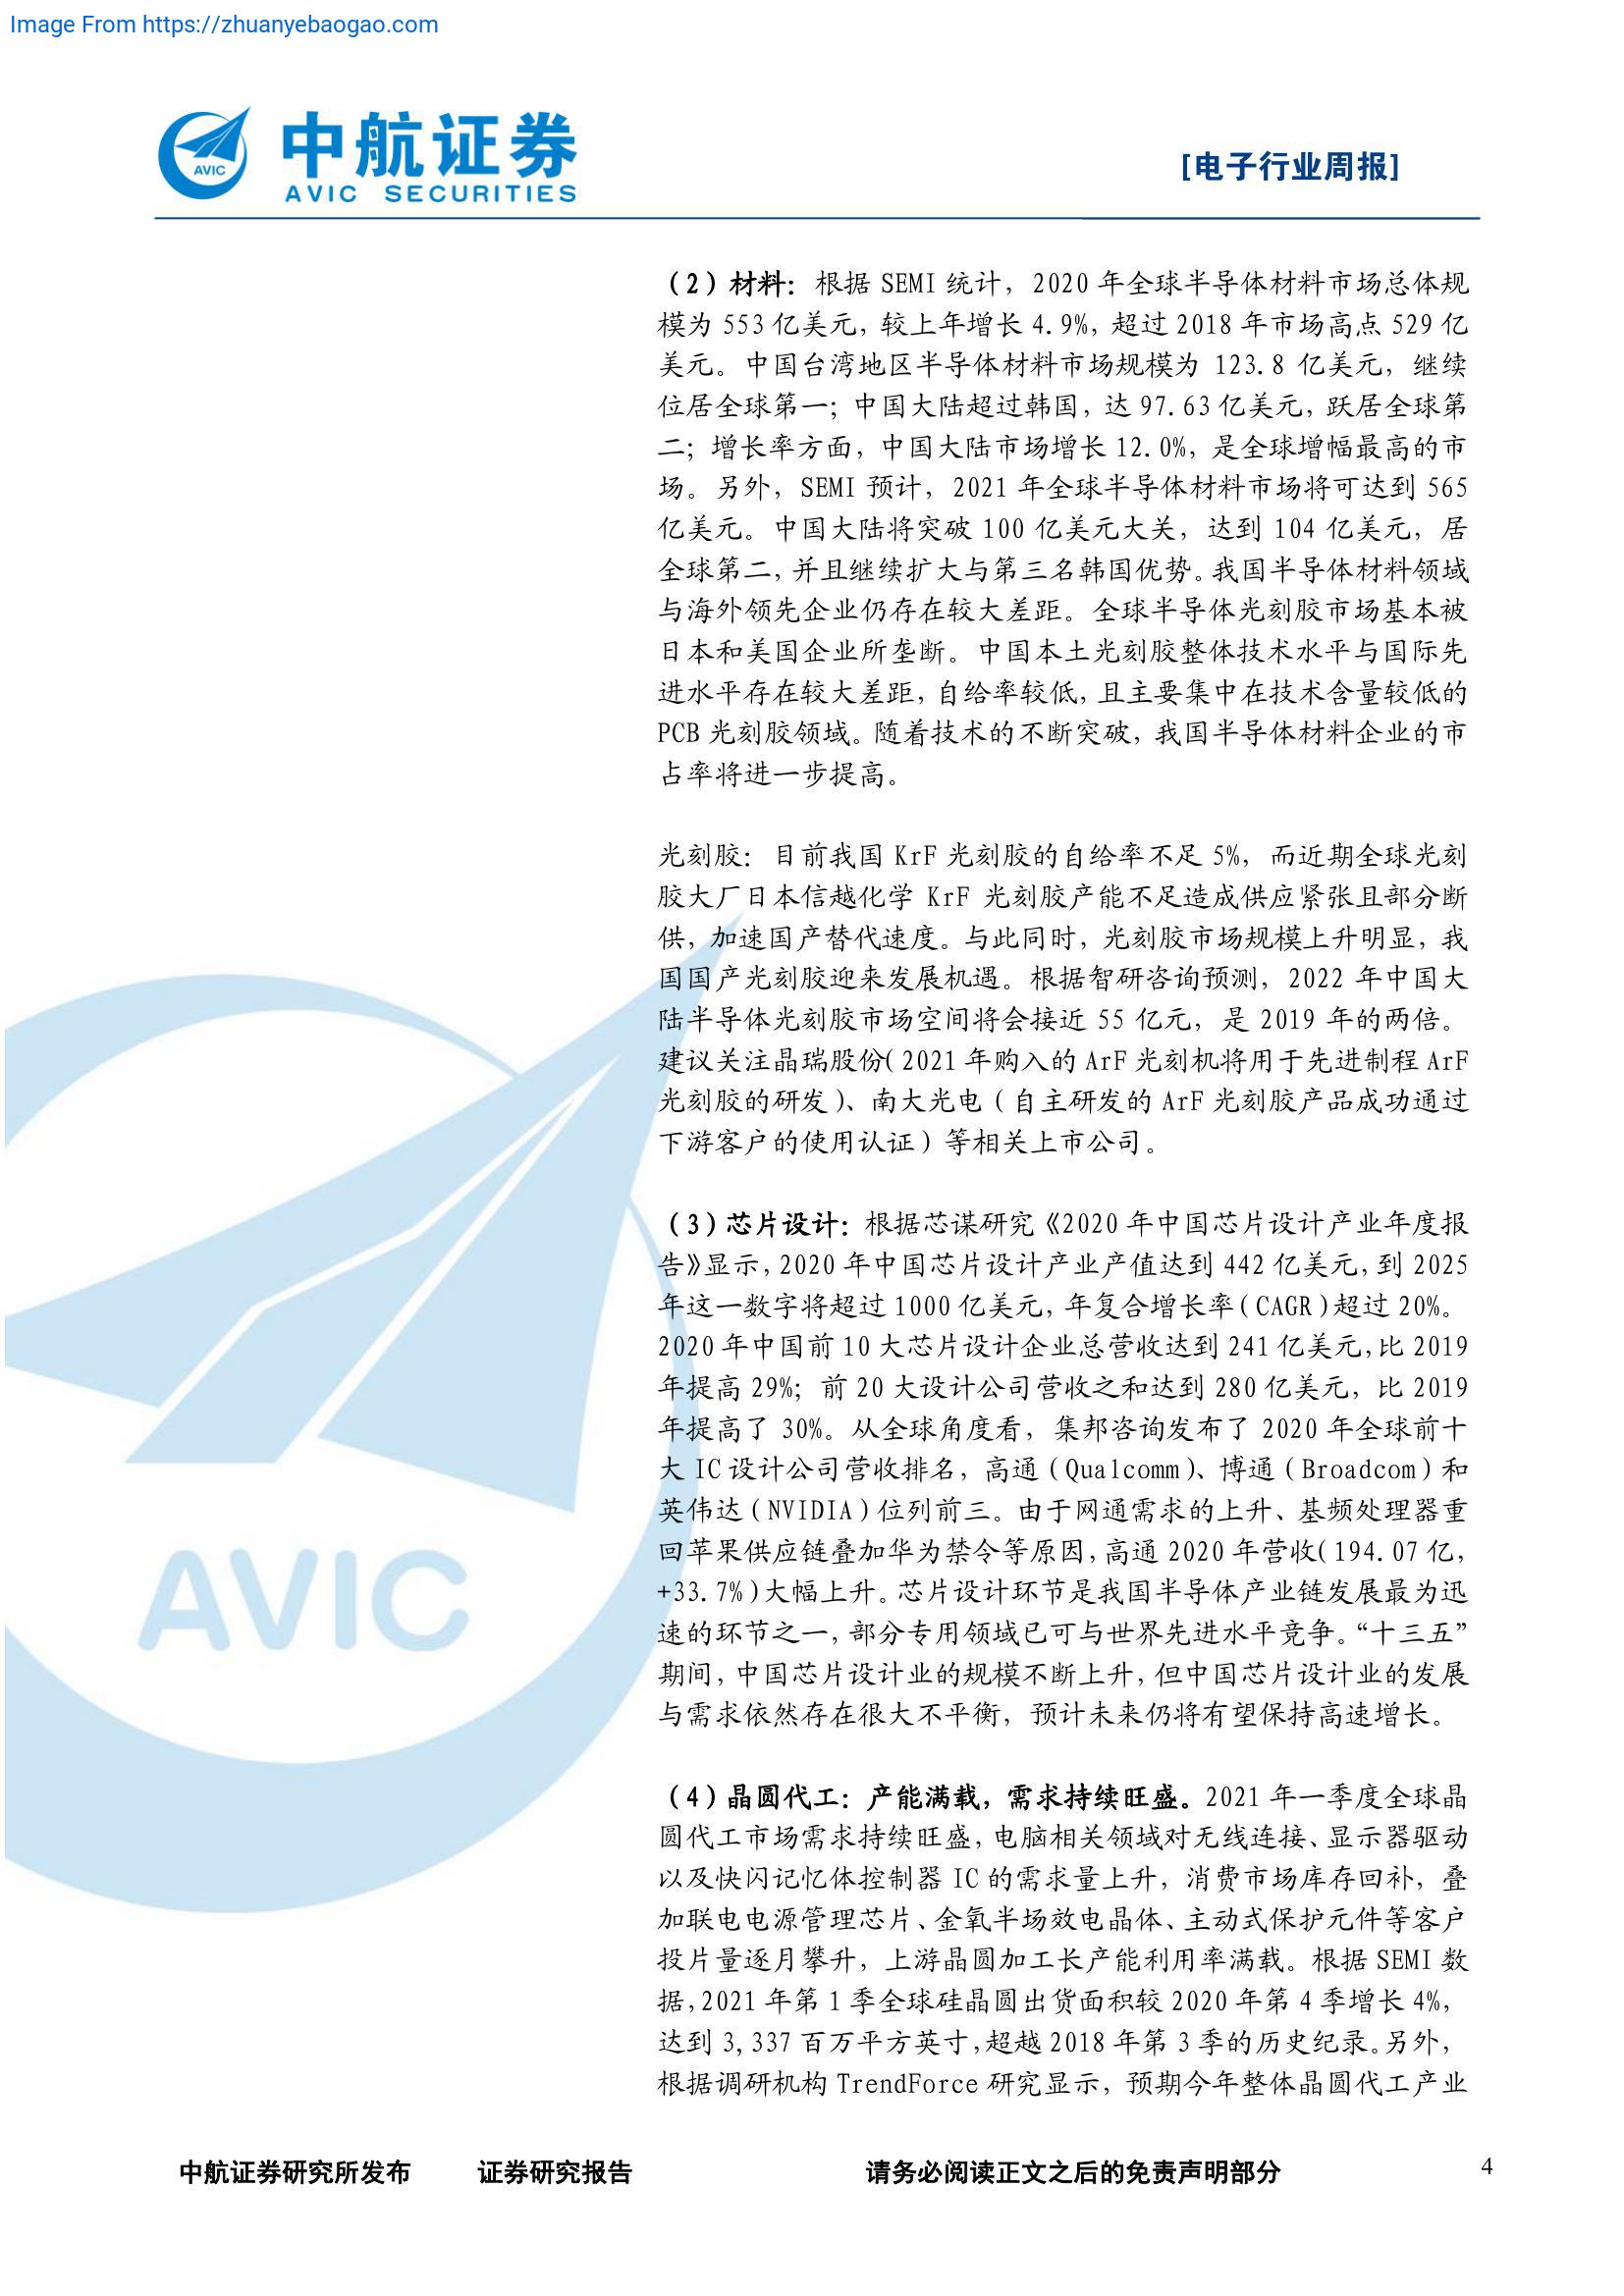 Image From https://zhuanyebaogao.com
AVIC
中航证券
AVIC SECURITIES
[电子行业周报]
（2）材料：根据 SEMI 统计，2020 年全球半导体材料市场总体规
模为 553 亿美元，较上年增长 4.9%，超过 2018 年市场高点 529 亿
美元。中国台湾地区半导体材料市场规模为 123.8 亿美元，继续
位居全球第一；中国大陆超过韩国，达 97.63 亿美元，跃居全球第
二；增长率方面，中国大陆市场增长 12.0%，是全球增幅最高的市
场。另外，SEMI 预计，2021 年全球半导体材料市场将可达到 565
亿美元。中国大陆将突破 100 亿美元大关，达到 104 亿美元，居
全球第二，并且继续扩大与第三名韩国优势。我国半导体材料领域
与海外领先企业仍存在较大差距。全球半导体光刻胶市场基本被
日本和美国企业所垄断。中国本土光刻胶整体技术水平与国际先
进水平存在较大差距，自给率较低，且主要集中在技术含量较低的
PCB 光刻胶领域。随着技术的不断突破，我国半导体材料企业的市
占率将进一步提高。
光刻胶：目前我国 KrF 光刻胶的自给率不足 5%，而近期全球光刻
胶大厂日本信越化学 KrF 光刻胶产能不足造成供应紧张且部分断
供，加速国产替代速度。与此同时，光刻胶市场规模上升明显，我
国国产光刻胶迎来发展机遇。根据智研咨询预测，2022 年中国大
陆半导体光刻胶市场空间将会接近 55 亿元，是 2019 年的两倍。
建议关注晶瑞股份（2021 年购入的 ArF 光刻机将用于先进制程 ArF
光刻胶的研发）、南大光电（自主研发的 ArF 光刻胶产品成功通过
下游客户的使用认证）等相关上市公司。
（3）芯片设计：根据芯谋研究《2020 年中国芯片设计产业年度报
告》显示，2020 年中国芯片设计产业产值达到 442 亿美元，到 2025
年这一数字将超过 1000 亿美元，年复合增长率（CAGR）超过 20%。
2020 年中国前 10 大芯片设计企业总营收达到 241 亿美元，比 2019
年提高 29%；前 20 大设计公司营收之和达到 280 亿美元，比 2019
年提高了 30%。从全球角度看，集邦咨询发布了 2020 年全球前十
大 IC 设计公司营收排名，高通（Qualcomm）、博通（Broadcom）和
英伟达（NVIDIA）位列前三。由于网通需求的上升、基频处理器重
回苹果供应链叠加华为禁令等原因，高通 2020 年营收（194.07 亿，
+33.7%）大幅上升。芯片设计环节是我国半导体产业链发展最为迅
速的环节之一，部分专用领域已可与世界先进水平竞争。“十三五”
期间，中国芯片设计业的规模不断上升，但中国芯片设计业的发展
与需求依然存在很大不平衡，预计未来仍将有望保持高速增长。
（4）晶圆代工：产能满载，需求持续旺盛。2021 年一季度全球晶
圆代工市场需求持续旺盛，电脑相关领域对无线连接、显示器驱动
以及快闪记忆体控制器 IC 的需求量上升，消费市场库存回补，叠
加联电电源管理芯片、金氧半场效电晶体、主动式保护元件等客户
投片量逐月攀升，上游晶圆加工长产能利用率满载。根据 SEMI 数
据，2021 年第 1 季全球硅晶圆出货面积较 2020 年第 4 季增长 4%，
达到 3,337 百万平方英寸，超越 2018 年第 3 季的历史纪录。另外，
根据调研机构 TrendForce 研究显示，预期今年整体晶圆代工产业
AVIC
中航证券研究所发布 证券研究报告 请务必阅读正文之后的免责声明部分 4